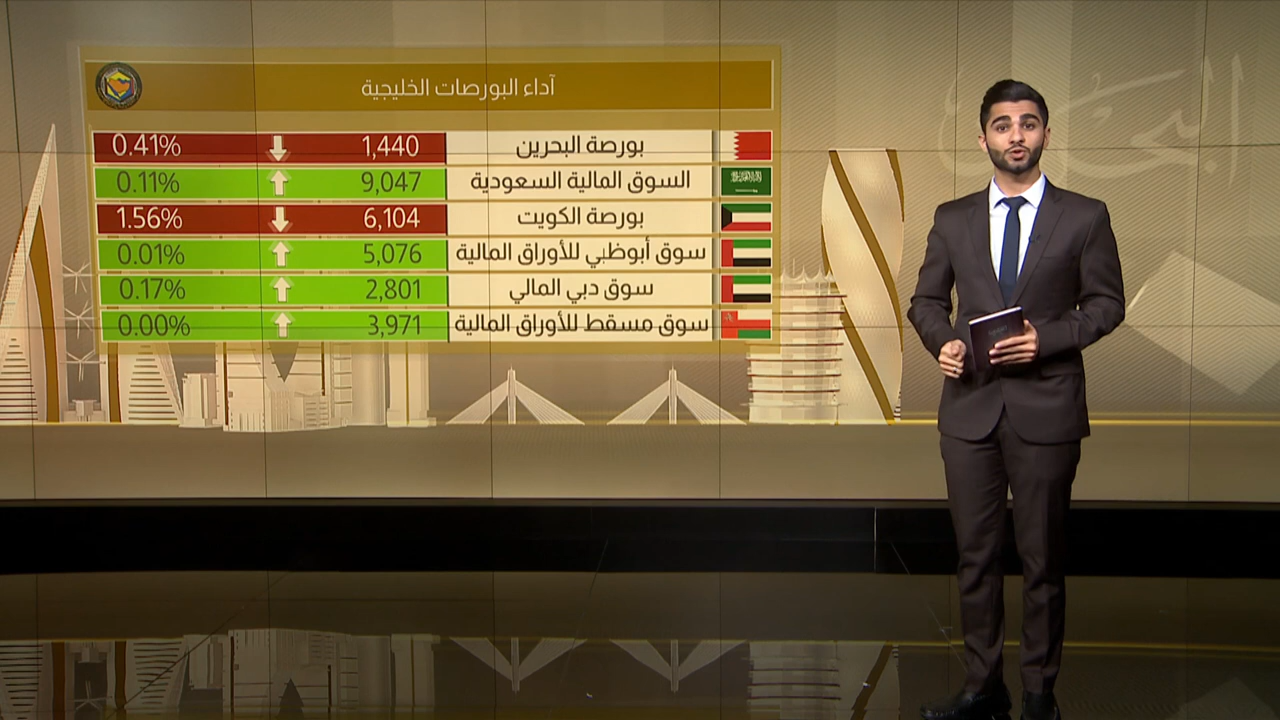 آداء البورصات الخليجية
بورصة البحرين 1,440 0.41%
السوق المالية السعودية 9,047 0.11%
بورصة الكويت 6,104 1.56%
سوق أبوظبي للأوراق المالية 5,076 0.01%
سوق دبي المالي 2,801 0.17%
سوق مسقط للأوراق المالية 3,971 0.00%